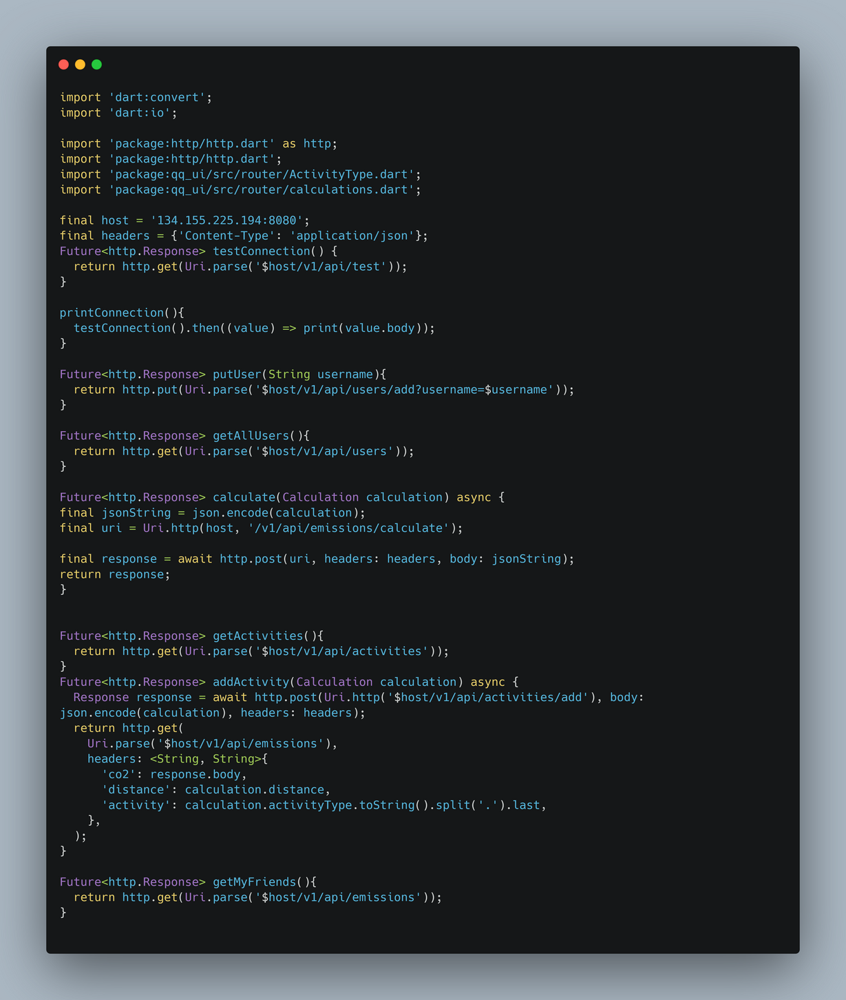 import 'dart:convert';
import 'dart:io';

import 'package:http/http.dart' as http;
import 'package:http/http.dart';
import 'package:qq_ui/src/router/ActivityType.dart';
import 'package:qq_ui/src/router/calculations.dart';

final host = '134.155.225.194:8080';
final headers = {'Content-Type': 'application/json'};
Future<http.Response> testConnection() {
  return http.get(Uri.parse('$host/v1/api/test'));
}

printConnection(){
  testConnection().then((value) => print(value.body));
}

Future<http.Response> putUser(String username){
  return http.put(Uri.parse('$host/v1/api/users/add?username=$username'));
}

Future<http.Response> getAllUsers(){
  return http.get(Uri.parse('$host/v1/api/users'));
}

Future<http.Response> calculate(Calculation calculation) async {
final jsonString = json.encode(calculation);
final uri = Uri.http(host, '/v1/api/emissions/calculate');

final response = await http.post(uri, headers: headers, body: jsonString);
return response;
}


Future<http.Response> getActivities(){
  return http.get(Uri.parse('$host/v1/api/activities'));
}
Future<http.Response> addActivity(Calculation calculation) async {
  Response response = await http.post(Uri.http('$host/v1/api/activities/add'), body:
json.encode(calculation), headers: headers);
  return http.get(
    Uri.parse('$host/v1/api/emissions'),
    headers: <String, String>{
      'co2': response.body,
      'distance': calculation.distance,
      'activity': calculation.activityType.toString().split('.').last,
    },
  );
}

Future<http.Response> getMyFriends(){
  return http.get(Uri.parse('$host/v1/api/emissions'));
}